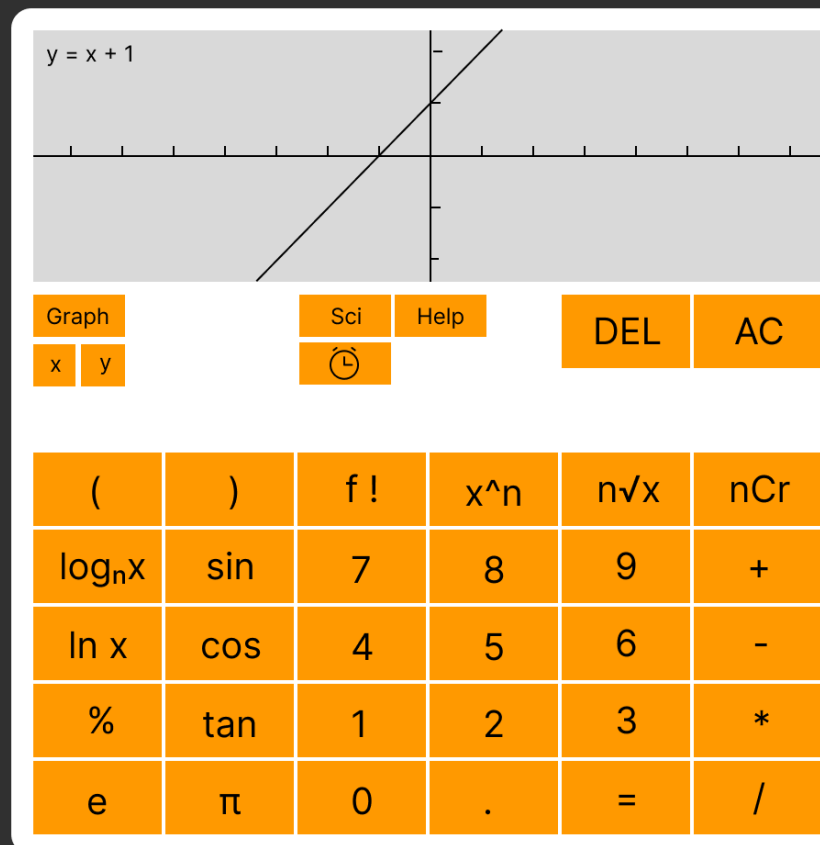 y = x + 1
Graph Sci Help DEL AC
x y
( ) f ! x^n n√x nCr
logₙx sin 7 8 9 +
ln x cos 4 5 6 -
% tan 1 2 3 *
e π 0 . = /